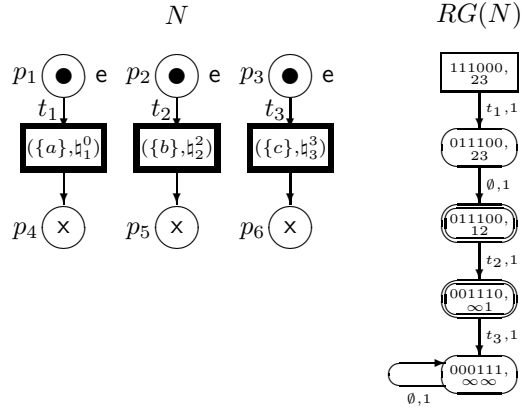 N
RG(N)
p₁ e p₂ e p₃ e
t₁ t₂ t₃
({a},♮₁⁰) ({b},♮₂²) ({c},♮₃³)
p₄ x p₅ x p₆ x
111000,
23
t₁,1
011100,
23
∅,1
011100,
12
t₂,1
001110,
∞1
t₃,1
000111,
∞∞
∅,1